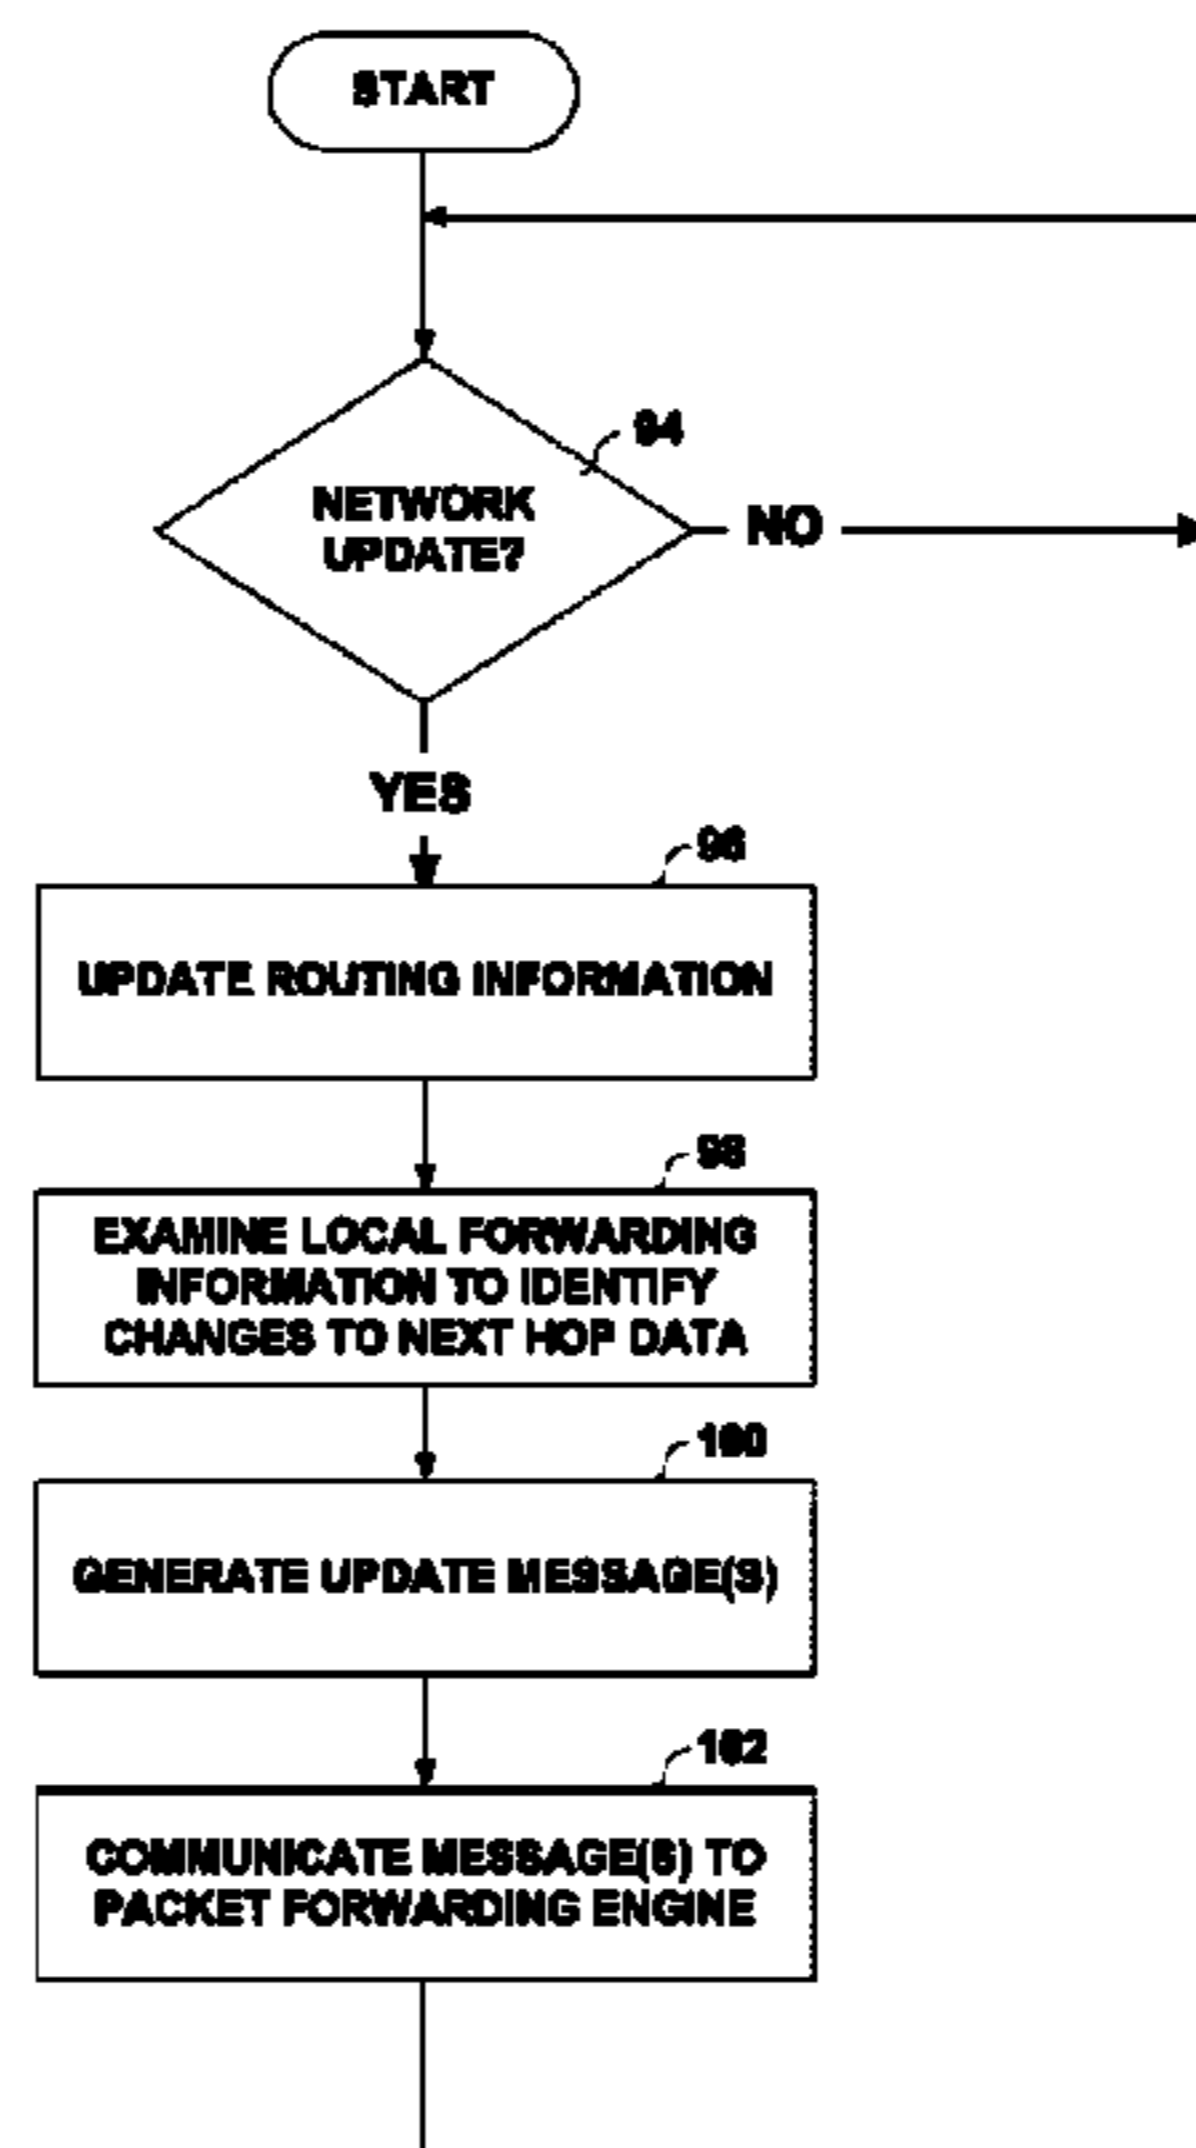 START
94
NETWORK
UPDATE?
NO
YES
96
UPDATE ROUTING INFORMATION
98
EXAMINE LOCAL FORWARDING
INFORMATION TO IDENTIFY
CHANGES TO NEXT HOP DATA
100
GENERATE UPDATE MESSAGE(S)
102
COMMUNICATE MESSAGE(S) TO
PACKET FORWARDING ENGINE